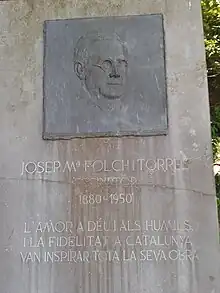 JOSEP Mª FOLCH I TORRES
ESCRIPTOR
1880-1950
L'AMOR A DÉU I ALS HUMILS
I LA FIDELITAT A CATALUNYA
VAN INSPIRAR TOTA LA SEVA OBRA